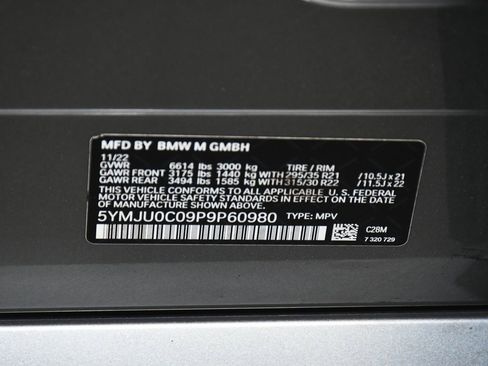 MFD BY BMW M GMBH
11/22
GVWR 6614 lbs 3000 kg TIRE / RIM
GAWR FRONT 3175 lbs 1440 kg WITH 295/35 R21 /10.5J x 21
GAWR REAR 3494 lbs 1585 kg WITH 315/30 R22 /11.5J x 22
THIS VEHICLE CONFORMS TO ALL APPLICABLE U. S. FEDERAL
MOTOR VEHICLE SAFETY STANDARDS IN EFFECT ON THE DATE
OF MANUFACTURE SHOWN ABOVE.
5YMJU0C09P9P60980 TYPE: MPV
C28M
7 320 729